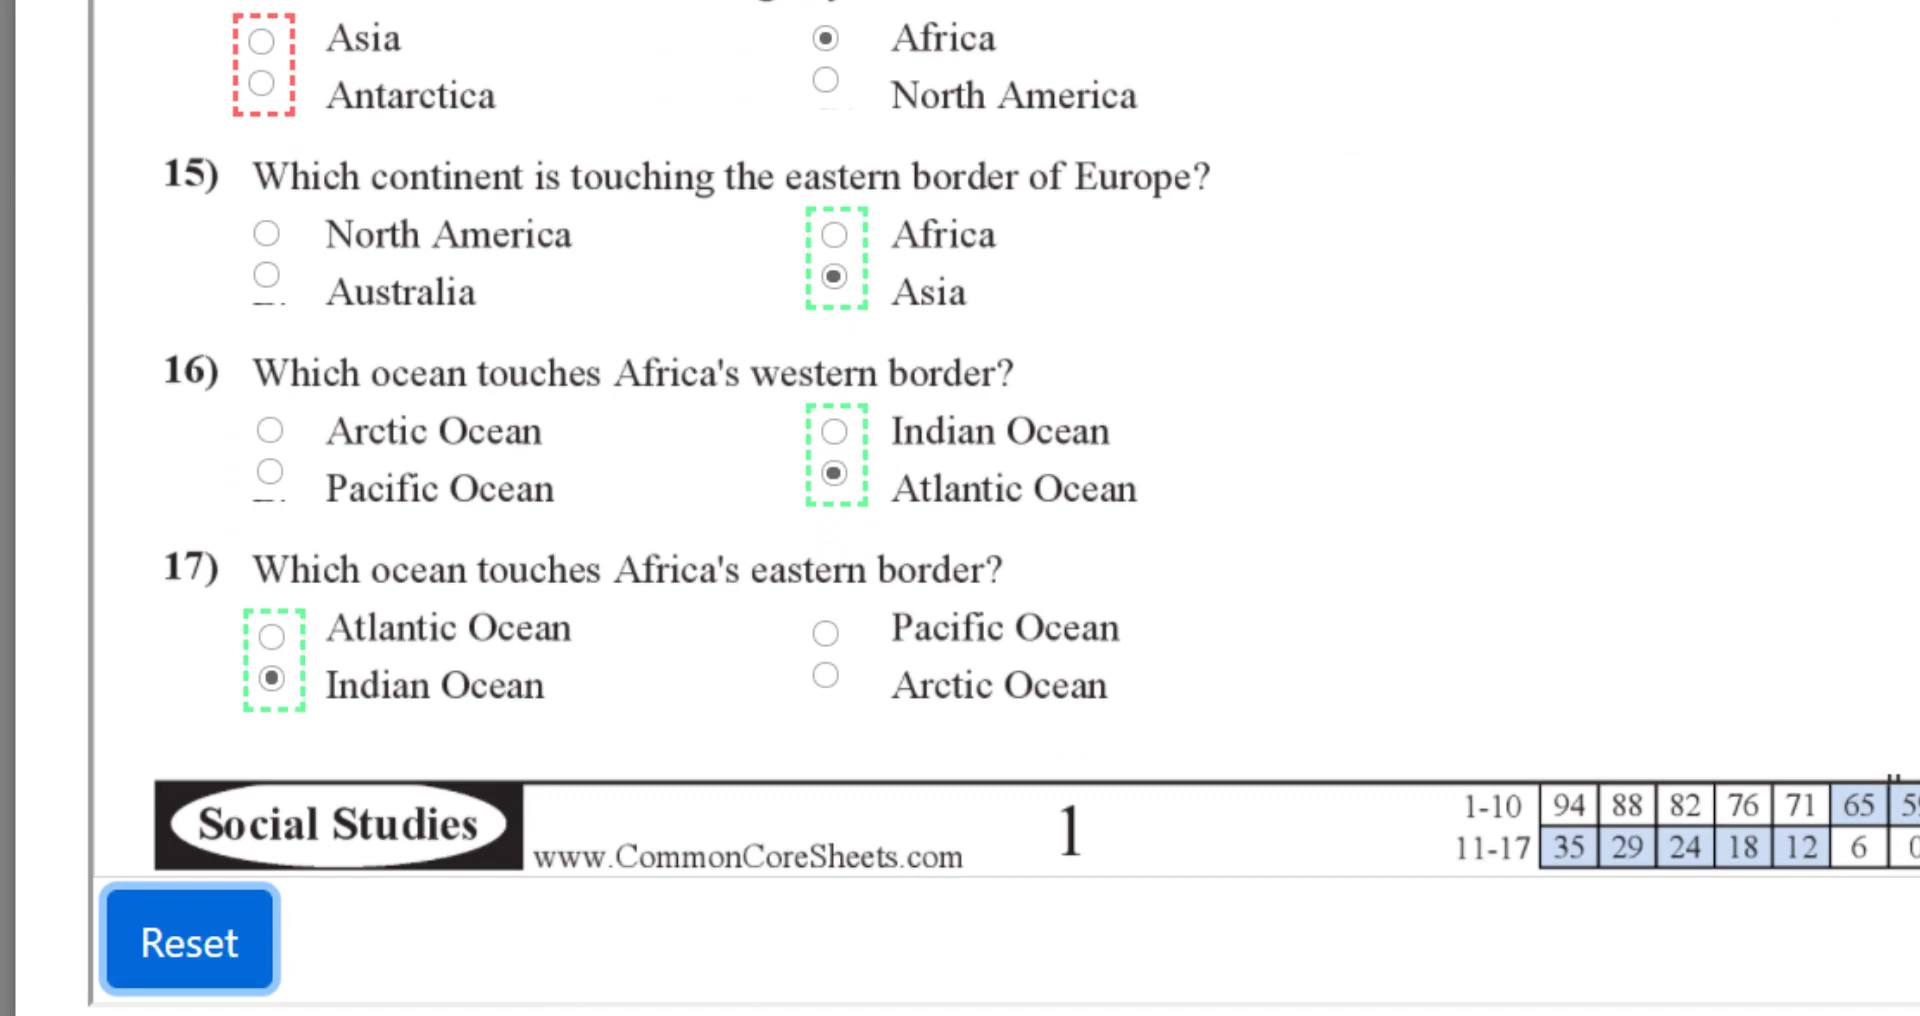 Asia Africa
Antarctica North America
15) Which continent is touching the eastern border of Europe?
North America Africa
Australia Asia
16) Which ocean touches Africa's western border?
Arctic Ocean Indian Ocean
Pacific Ocean Atlantic Ocean
17) Which ocean touches Africa's eastern border?
Atlantic Ocean Pacific Ocean
Indian Ocean Arctic Ocean
Social Studies www.CommonCoreSheets.com 1
1-10 94 88 82 76 71 65
11-17 35 29 24 18 12 6
Reset